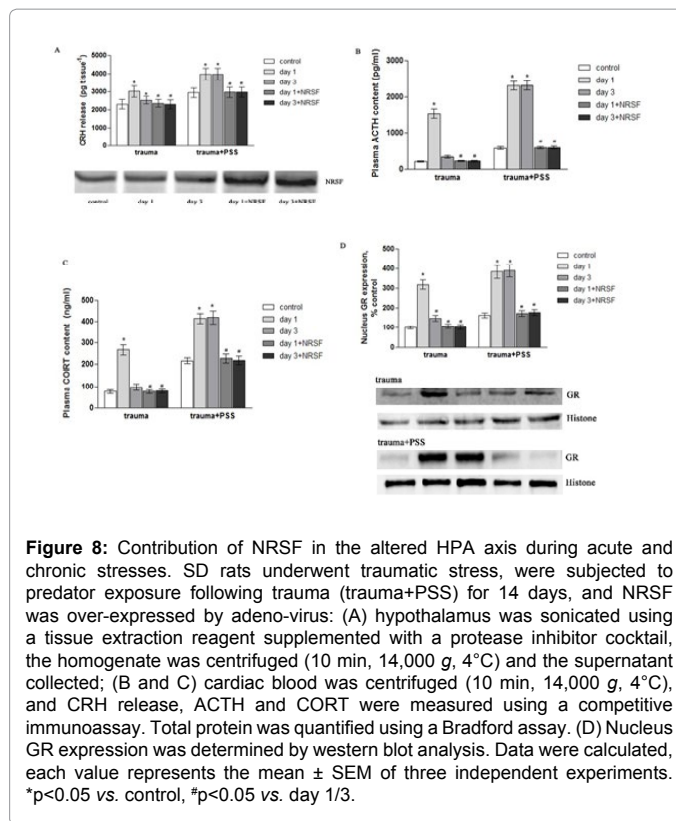 A
CRH release (pg tissue⁻¹)
5000
4000
3000
2000
1000
0
trauma
trauma+PSS
control
day 1
day 3
day 1+NRSF
day 3+NRSF
NRSF
control
day 1
day 3
day 1+NRSF
day 3+NRSF
B
Plasma ACTH content (pg/ml)
3000
2000
1000
0
trauma
trauma+PSS
control
day 1
day 3
day 1+NRSF
day 3+NRSF
C
Plasma CORT content (ng/ml)
500
400
300
200
100
0
trauma
trauma+PSS
control
day 1
day 3
day 1+NRSF
day 3+NRSF
D
Nucleus GR expression,
% control
500
400
300
200
100
0
trauma
trauma+PSS
control
day 1
day 3
day 1+NRSF
day 3+NRSF
trauma
GR
Histone
trauma+PSS
GR
Histone
Figure 8: Contribution of NRSF in the altered HPA axis during acute and
chronic stresses. SD rats underwent traumatic stress, were subjected to
predator exposure following trauma (trauma+PSS) for 14 days, and NRSF
was over-expressed by adeno-virus: (A) hypothalamus was sonicated using
a tissue extraction reagent supplemented with a protease inhibitor cocktail,
the homogenate was centrifuged (10 min, 14,000 g, 4°C) and the supernatant
collected; (B and C) cardiac blood was centrifuged (10 min, 14,000 g, 4°C),
and CRH release, ACTH and CORT were measured using a competitive
immunoassay. Total protein was quantified using a Bradford assay. (D) Nucleus
GR expression was determined by western blot analysis. Data were calculated,
each value represents the mean ± SEM of three independent experiments.
*p<0.05 vs. control, #p<0.05 vs. day 1/3.